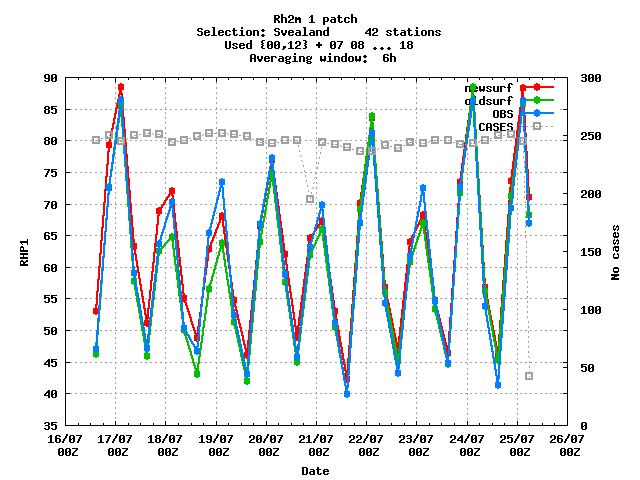 Rh2m 1 patch
Selection: Svealand     42 stations
Used {00,12} + 07 08 ... 18
Averaging window:  6h
90
85
80
75
70
65
60
55
50
45
40
35
RHP1
300
250
200
150
100
50
0
No cases
newsurf
oldsurf
OBS
CASES
16/07 17/07 18/07 19/07 20/07 21/07 22/07 23/07 24/07 25/07 26/07
00Z 00Z 00Z 00Z 00Z 00Z 00Z 00Z 00Z 00Z 00Z
Date